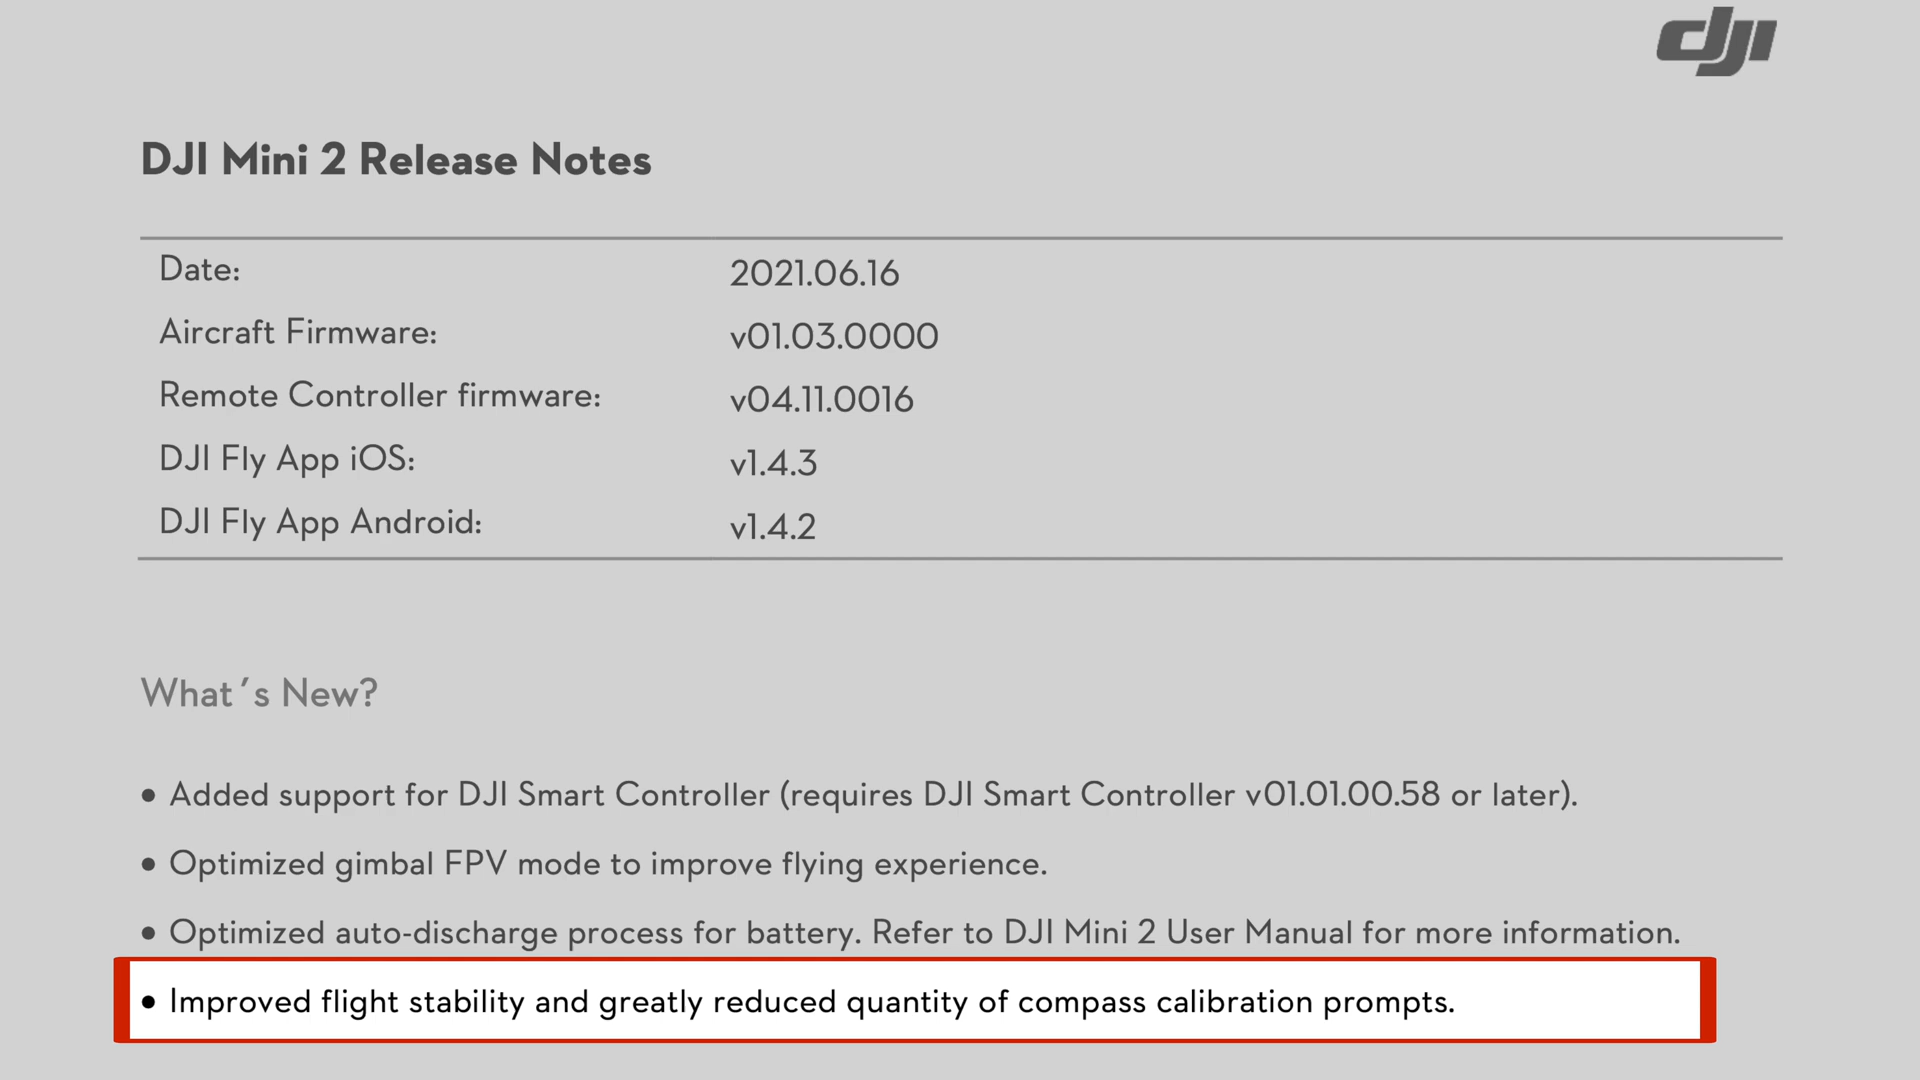 dji
DJI Mini 2 Release Notes
Date: 2021.06.16
Aircraft Firmware: v01.03.0000
Remote Controller firmware: v04.11.0016
DJI Fly App iOS: v1.4.3
DJI Fly App Android: v1.4.2
What´s New?
• Added support for DJI Smart Controller (requires DJI Smart Controller v01.01.00.58 or later).
• Optimized gimbal FPV mode to improve flying experience.
• Optimized auto-discharge process for battery. Refer to DJI Mini 2 User Manual for more information.
• Improved flight stability and greatly reduced quantity of compass calibration prompts.